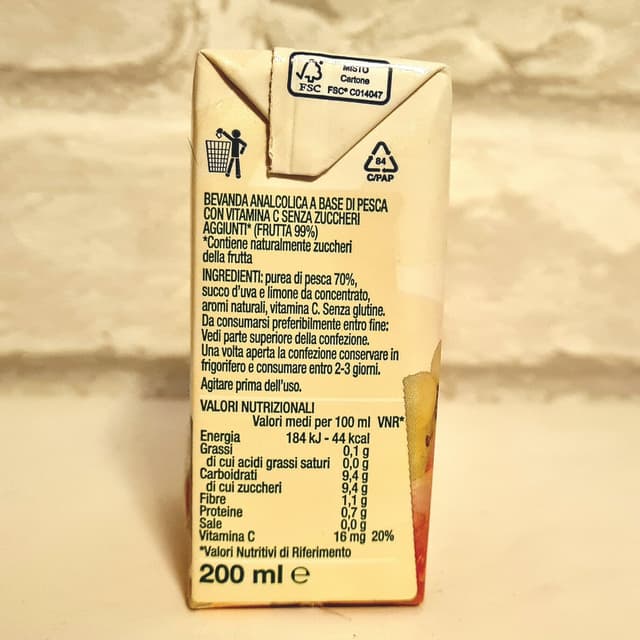 MISTO
Cartone
FSC FSC® C014047
84
C/PAP
BEVANDA ANALCOLICA A BASE DI PESCA
CON VITAMINA C SENZA ZUCCHERI
AGGIUNTI* (FRUTTA 99%)
*Contiene naturalmente zuccheri
della frutta
INGREDIENTI: purea di pesca 70%,
succo d'uva e limone da concentrato,
aromi naturali, vitamina C. Senza glutine.
Da consumarsi preferibilmente entro fine:
Vedi parte superiore della confezione.
Una volta aperta la confezione conservare in
frigorifero e consumare entro 2-3 giorni.
Agitare prima dell'uso.
VALORI NUTRIZIONALI
Valori medi per 100 ml VNR*
Energia 184 kJ - 44 kcal
Grassi 0,1 g
di cui acidi grassi saturi 0,0 g
Carboidrati 9,4 g
di cui zuccheri 9,4 g
Fibre 1,1 g
Proteine 0,7 g
Sale 0,0 g
Vitamina C 16 mg 20%
*Valori Nutritivi di Riferimento
200 ml ℮